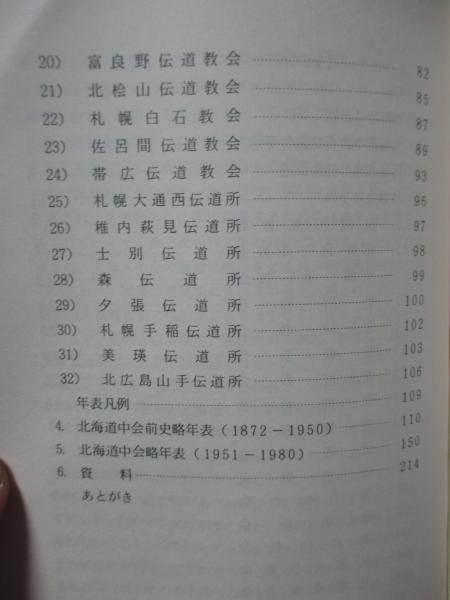 20) 富良野伝道教会 82
21) 北桧山伝道教会 85
22) 札幌白石教会 87
23) 佐呂間伝道教会 89
24) 帯広伝道教会 93
25) 札幌大通西伝道所 96
26) 稚内萩見伝道所 97
27) 士別伝道所 98
28) 森伝道所 99
29) 夕張伝道所 100
30) 札幌手稲伝道所 102
31) 美瑛伝道所 103
32) 北広島山手伝道所 106
年表凡例 109
4. 北海道中会前史略年表(1872-1950) 110
5. 北海道中会略年表(1951-1980) 150
6. 資料 214
あとがき